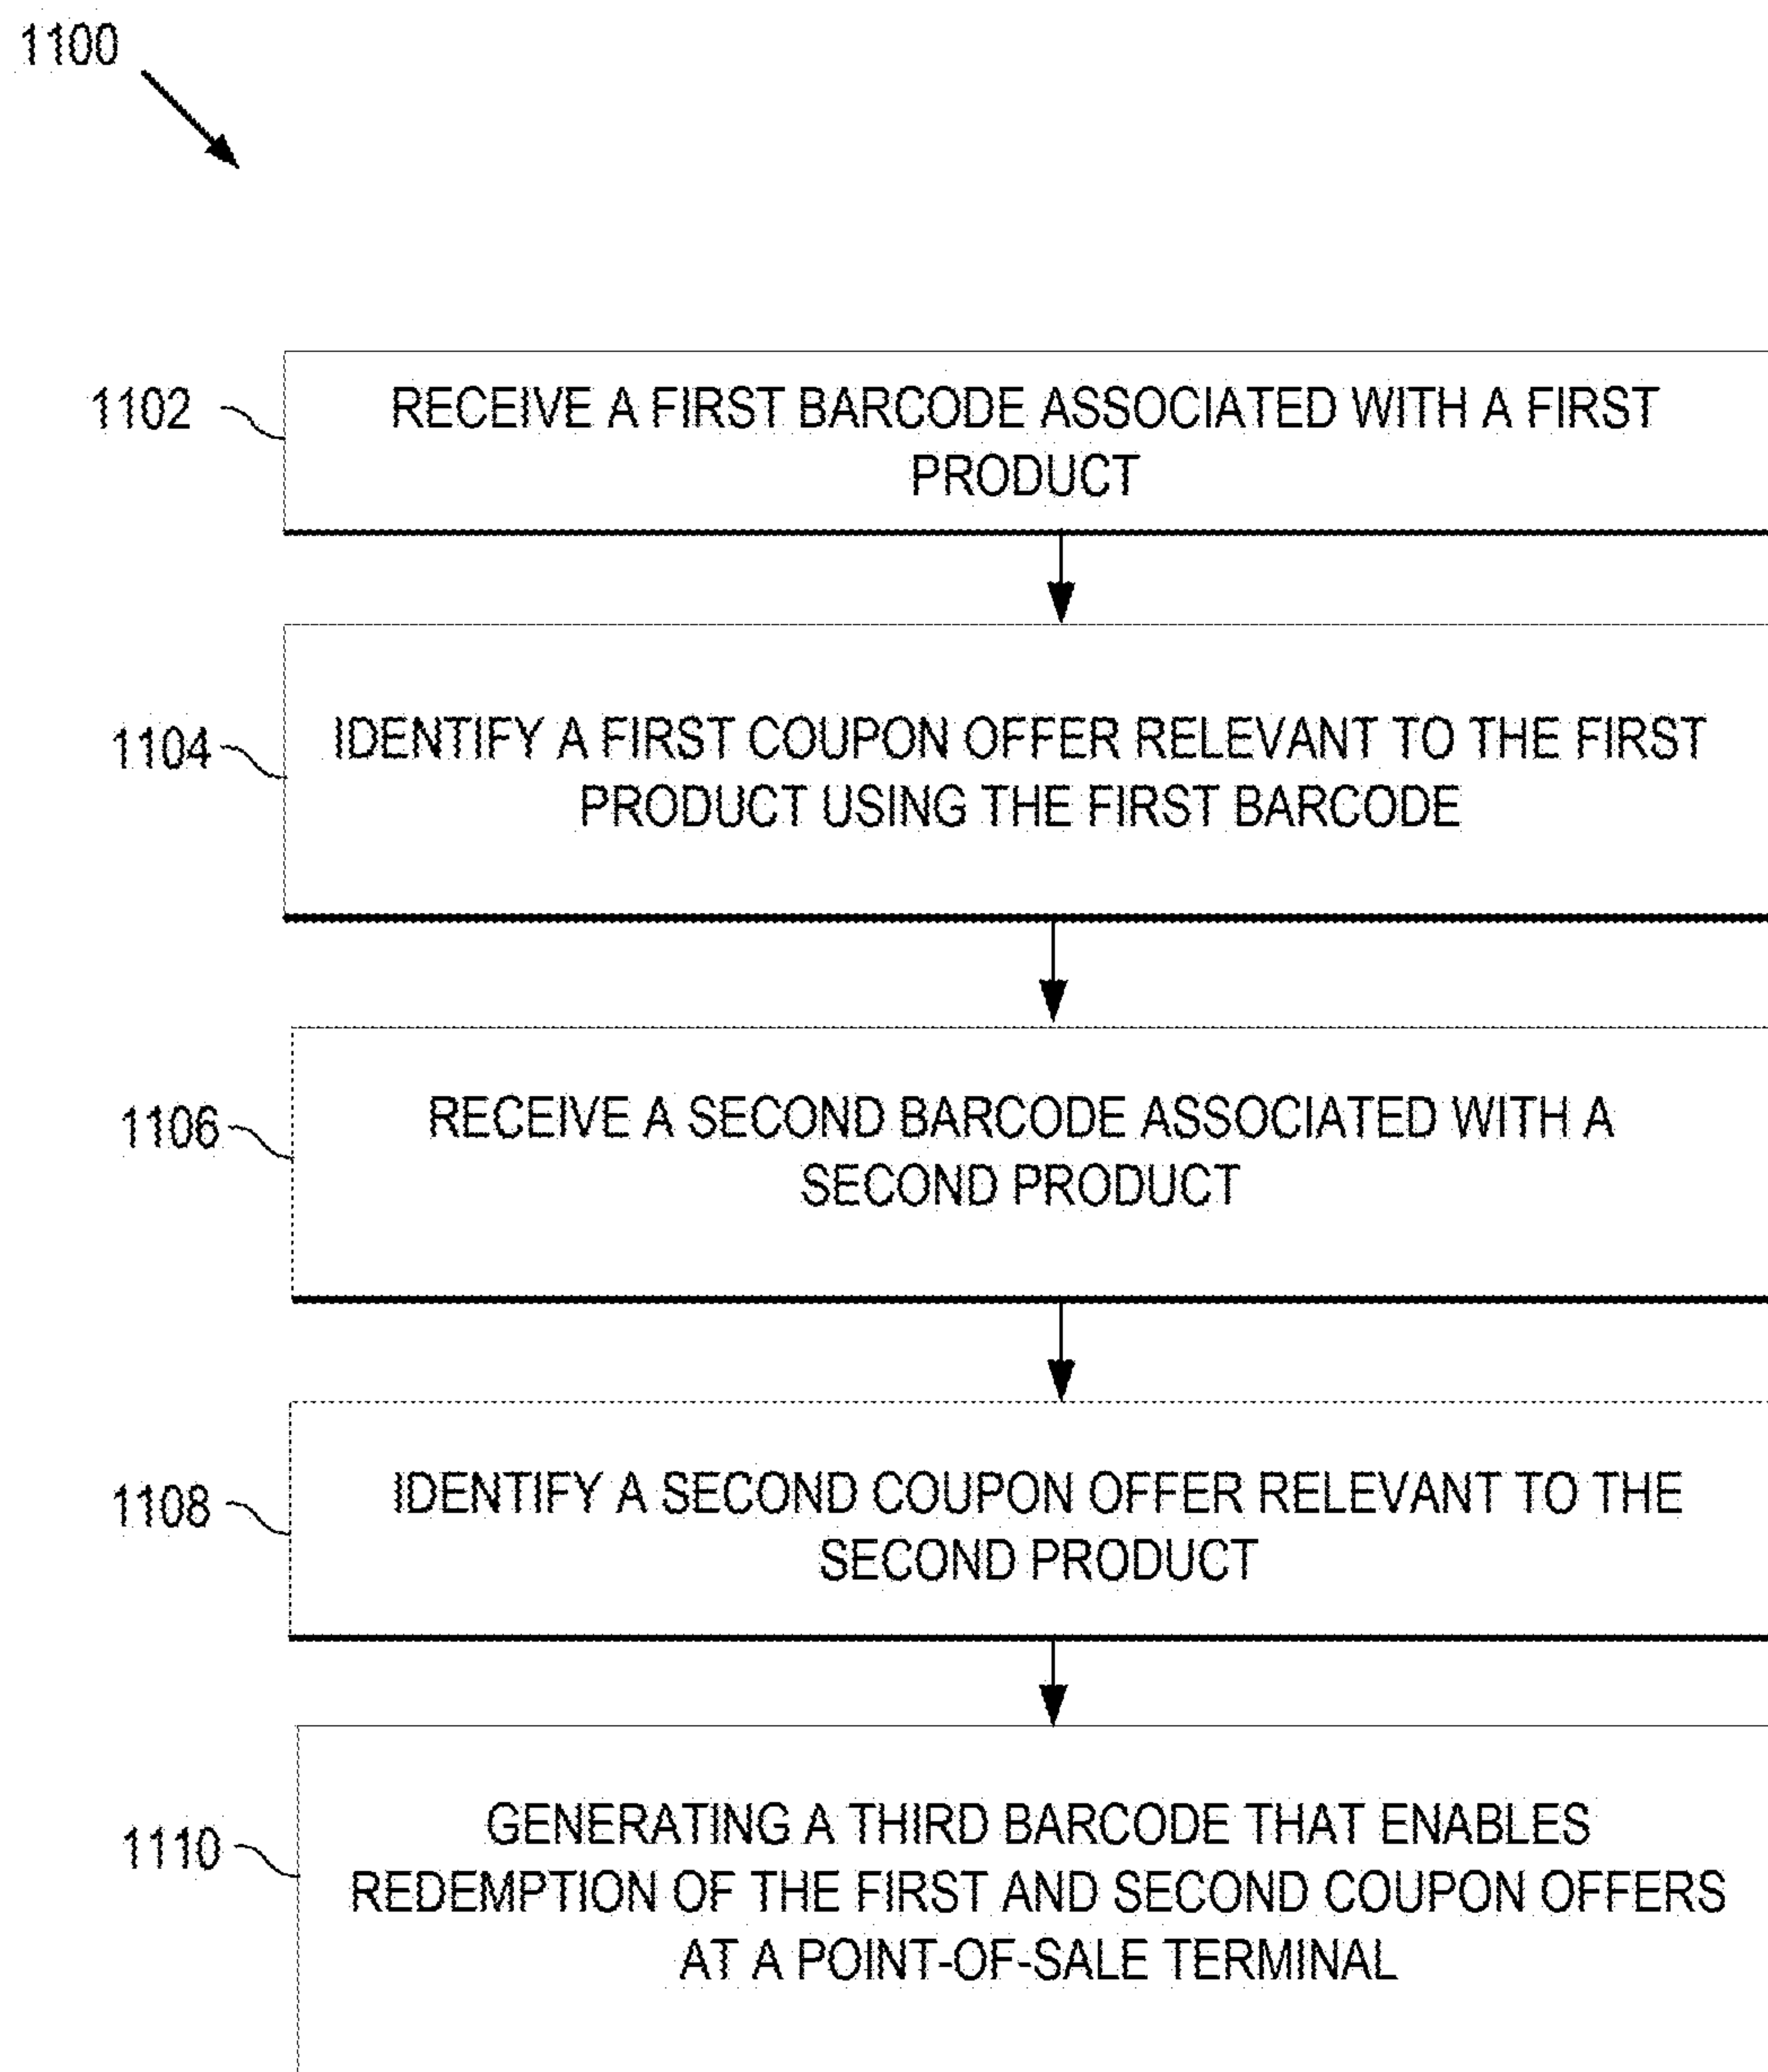 1100
1102
RECEIVE A FIRST BARCODE ASSOCIATED WITH A FIRST
PRODUCT
1104
IDENTIFY A FIRST COUPON OFFER RELEVANT TO THE FIRST
PRODUCT USING THE FIRST BARCODE
1106
RECEIVE A SECOND BARCODE ASSOCIATED WITH A
SECOND PRODUCT
1108
IDENTIFY A SECOND COUPON OFFER RELEVANT TO THE
SECOND PRODUCT
1110
GENERATING A THIRD BARCODE THAT ENABLES
REDEMPTION OF THE FIRST AND SECOND COUPON OFFERS
AT A POINT-OF-SALE TERMINAL